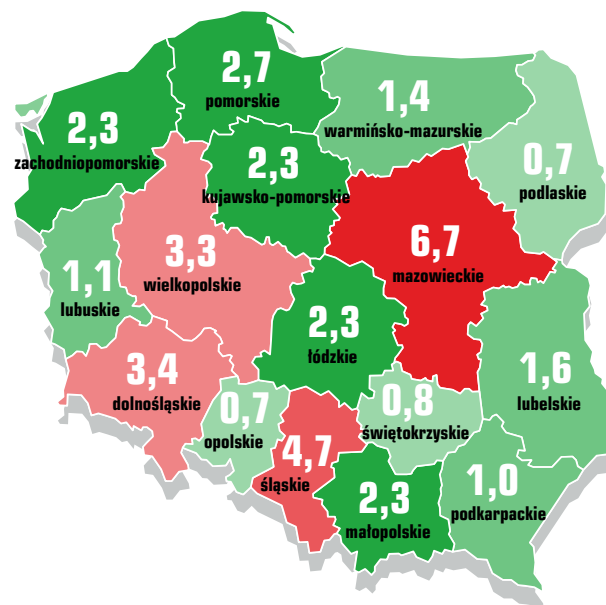 2,7
pomorskie
1,4
warmińsko-mazurskie
2,3
zachodniopomorskie
2,3
kujawsko-pomorskie
0,7
podlaskie
6,7
mazowieckie
3,3
wielkopolskie
1,1
lubuskie
2,3
łódzkie
3,4
dolnośląskie
1,6
lubelskie
0,7
opolskie
0,8
świętokrzyskie
4,7
śląskie
2,3
małopolskie
1,0
podkarpackie